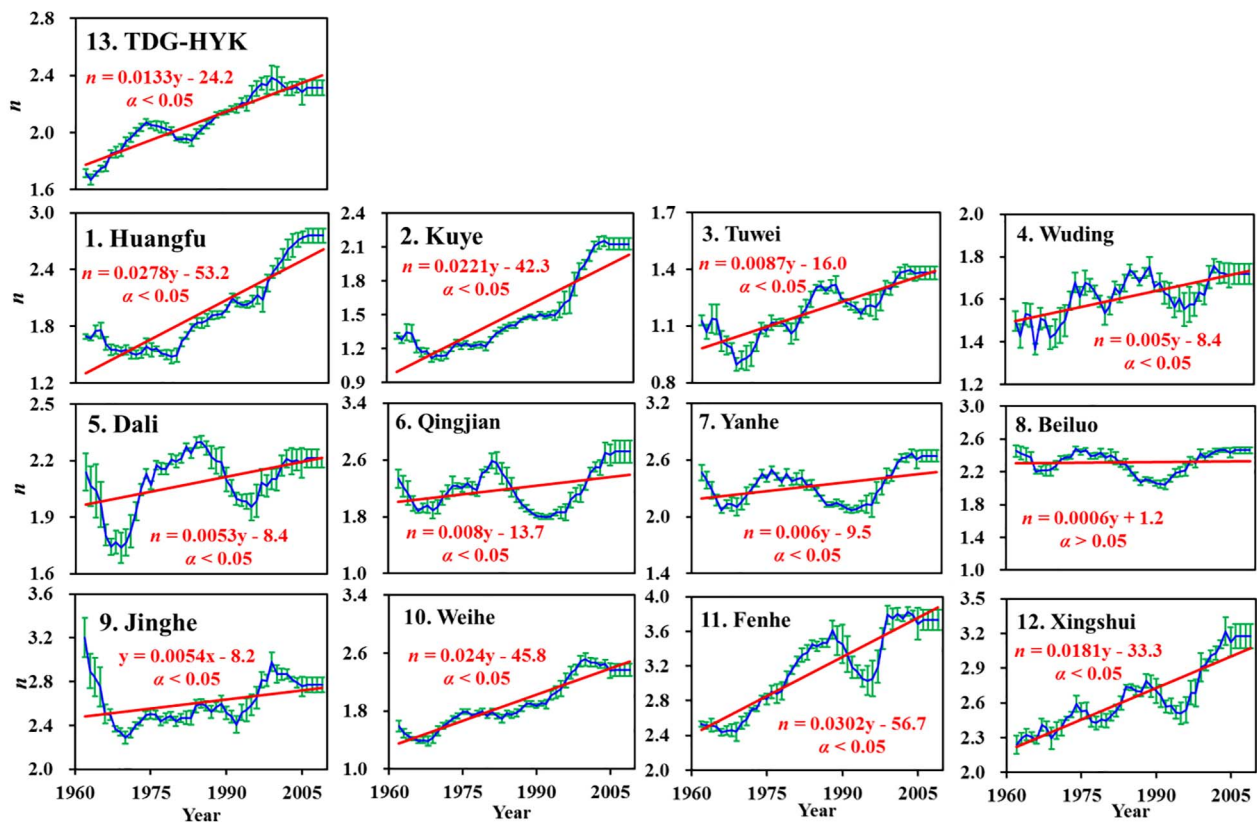 2.8
13. TDG-HYK
n = 0.0133y - 24.2
α < 0.05
2.4
n
2.0
1.6
3.0
1. Huangfu
n = 0.0278y - 53.2
α < 0.05
2.4
n
1.8
1.2
2.4
2. Kuye
2.1
n = 0.0221y - 42.3
α < 0.05
1.8
1.5
1.2
0.9
1.7
3. Tuwei
n = 0.0087y - 16.0
α < 0.05
1.4
1.1
0.8
2.0
4. Wuding
1.8
1.6
n = 0.005y - 8.4
α < 0.05
1.4
1.2
2.5
5. Dali
2.2
n
1.9
n = 0.0053y - 8.4
α < 0.05
1.6
3.4
6. Qingjian
2.6
1.8
n = 0.008y - 13.7
α < 0.05
1.0
3.2
7. Yanhe
2.6
2.0
n = 0.006y - 9.5
α < 0.05
1.4
3.0
8. Beiluo
2.6
2.2
1.8
n = 0.0006y + 1.2
α > 0.05
1.4
1.0
3.6
9. Jinghe
y = 0.0054x - 8.2
α < 0.05
3.2
n
2.8
2.4
2.0
1960 1975 1990 2005
Year
3.4
10. Weihe
n = 0.024y - 45.8
α < 0.05
2.6
1.8
1.0
1960 1975 1990 2005
Year
4.0
11. Fenhe
3.6
3.2
2.8
n = 0.0302y - 56.7
α < 0.05
2.4
2.0
1960 1975 1990 2005
Year
3.5
12. Xingshui
n = 0.0181y - 33.3
α < 0.05
3.2
2.9
2.6
2.3
2.0
1960 1975 1990 2005
Year